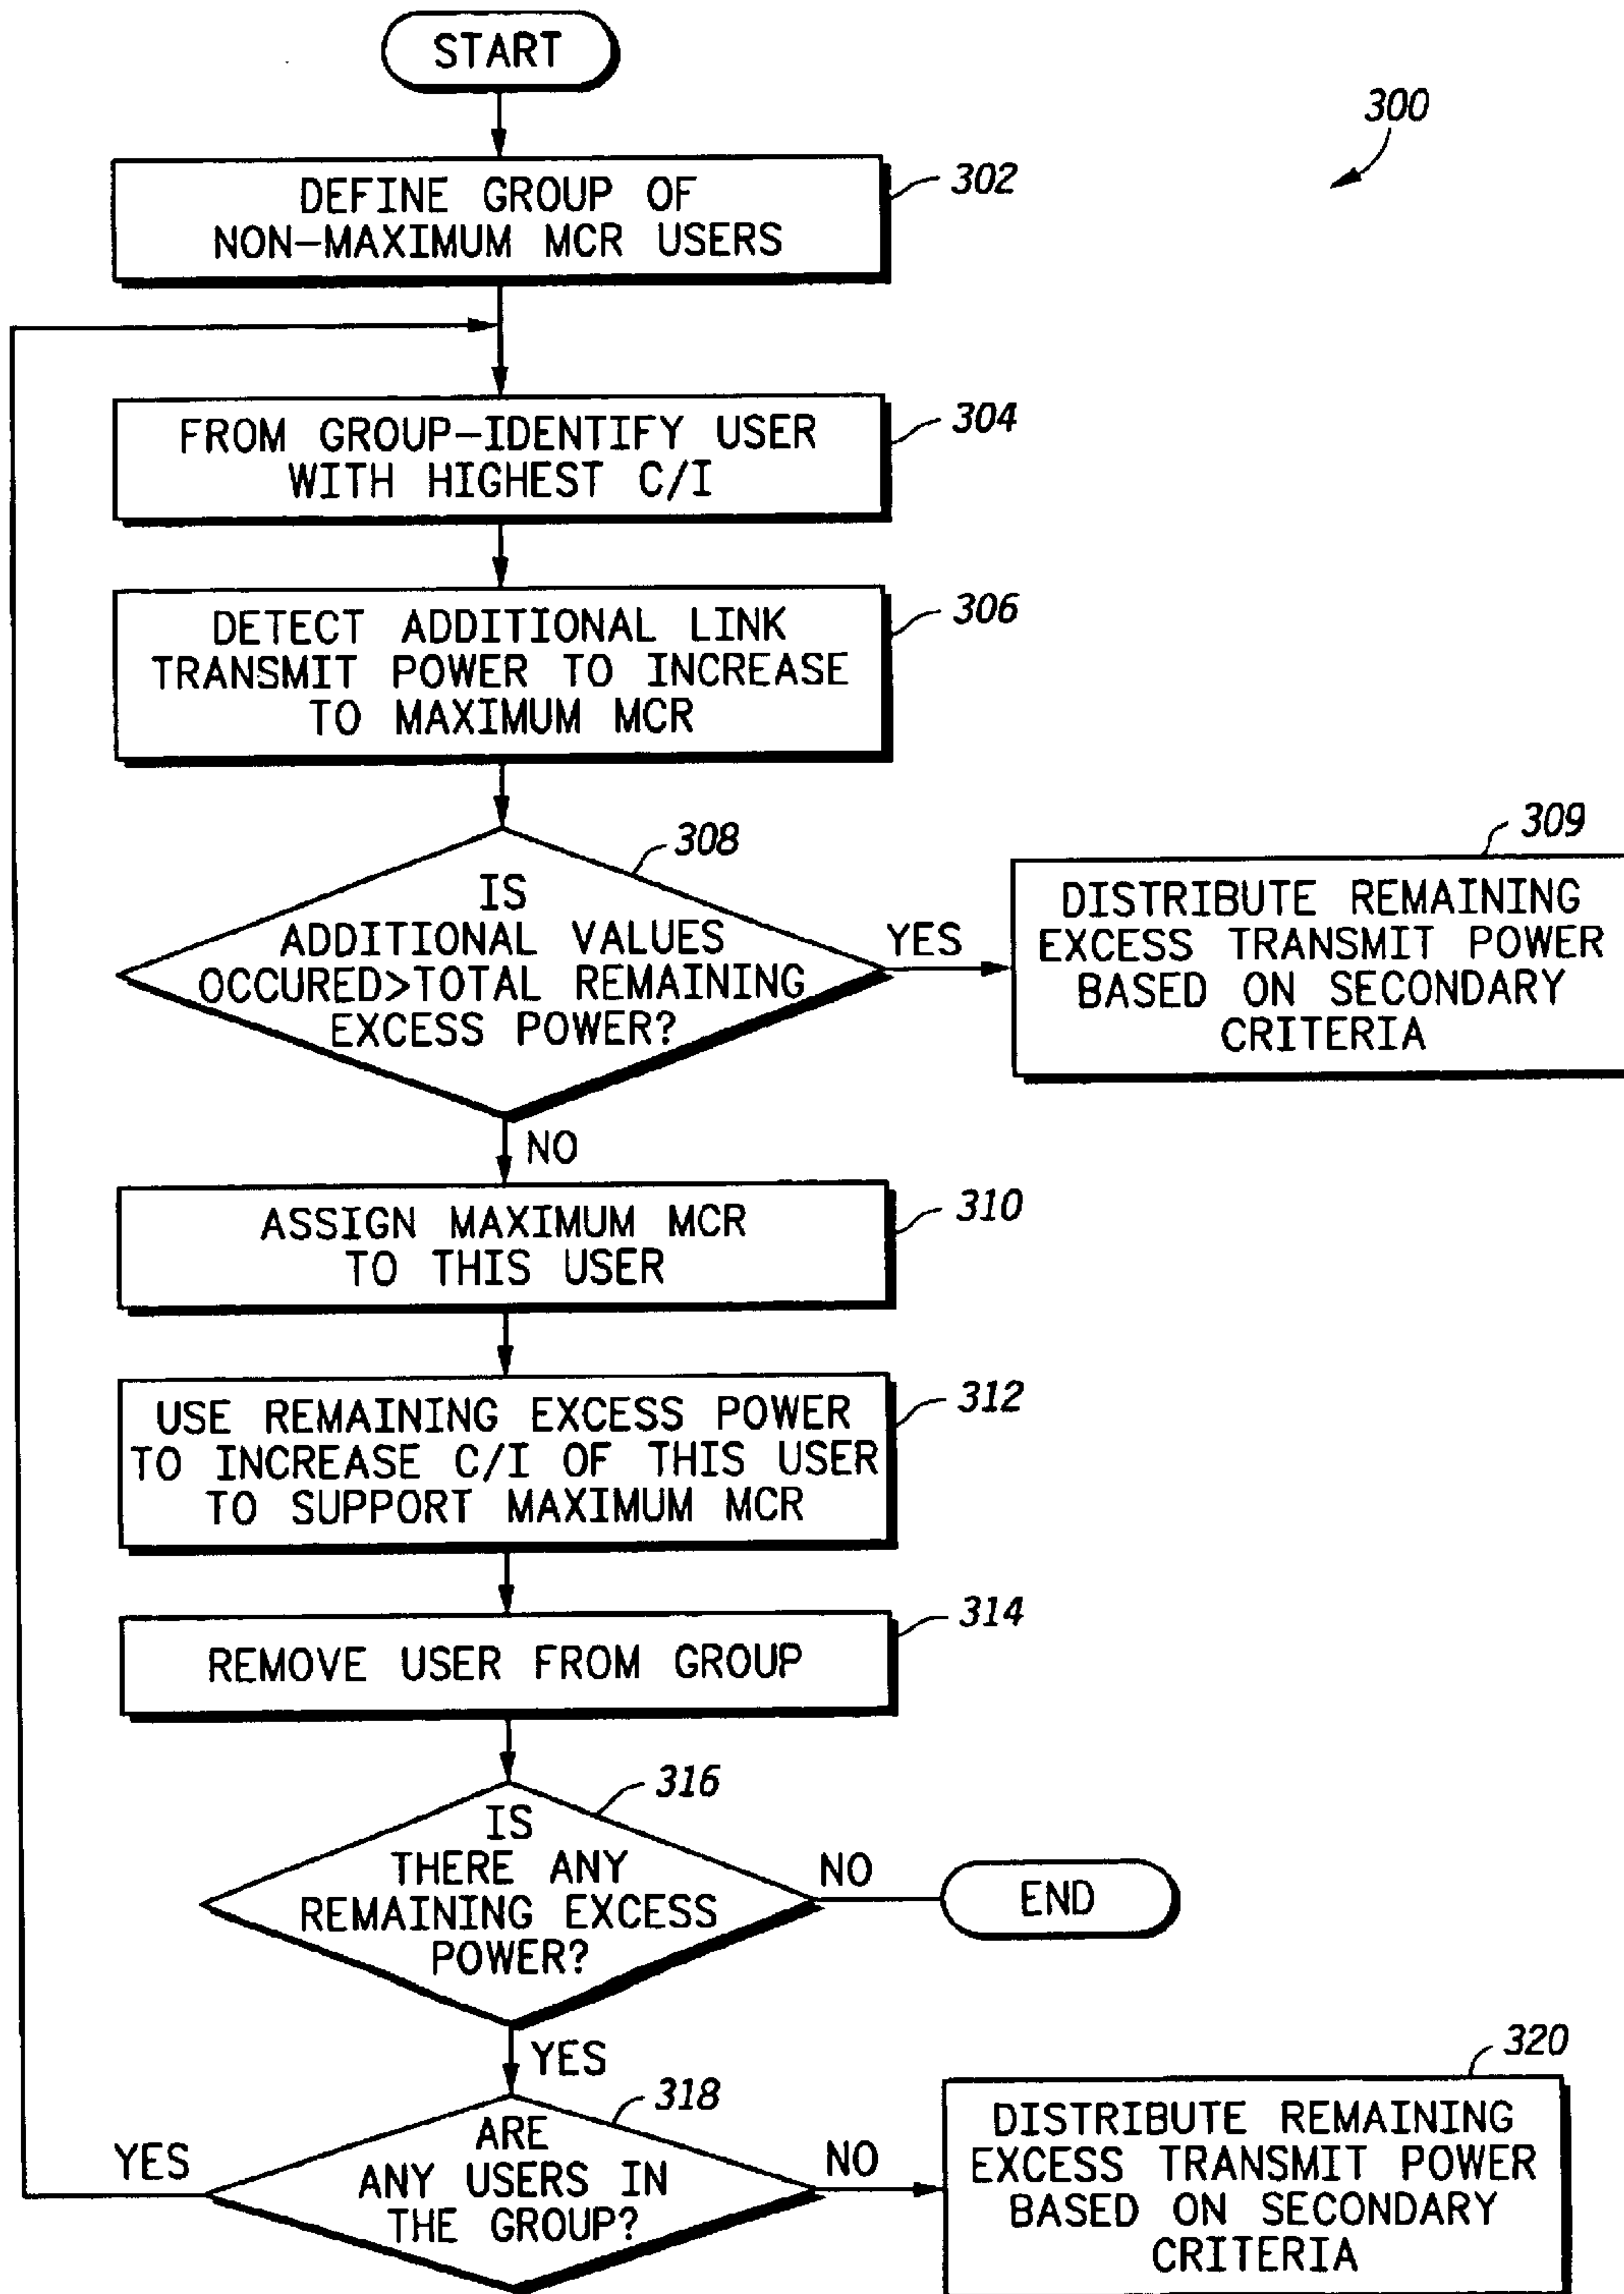 START
300
DEFINE GROUP OF
NON-MAXIMUM MCR USERS
302
FROM GROUP-IDENTIFY USER
WITH HIGHEST C/I
304
DETECT ADDITIONAL LINK
TRANSMIT POWER TO INCREASE
TO MAXIMUM MCR
306
308
IS
ADDITIONAL VALUES
OCCURED>TOTAL REMAINING
EXCESS POWER?
YES
309
DISTRIBUTE REMAINING
EXCESS TRANSMIT POWER
BASED ON SECONDARY
CRITERIA
NO
ASSIGN MAXIMUM MCR
TO THIS USER
310
USE REMAINING EXCESS POWER
TO INCREASE C/I OF THIS USER
TO SUPPORT MAXIMUM MCR
312
REMOVE USER FROM GROUP
314
316
IS
THERE ANY
REMAINING EXCESS
POWER?
NO
END
YES
318
ARE
ANY USERS IN
THE GROUP?
YES
NO
320
DISTRIBUTE REMAINING
EXCESS TRANSMIT POWER
BASED ON SECONDARY
CRITERIA